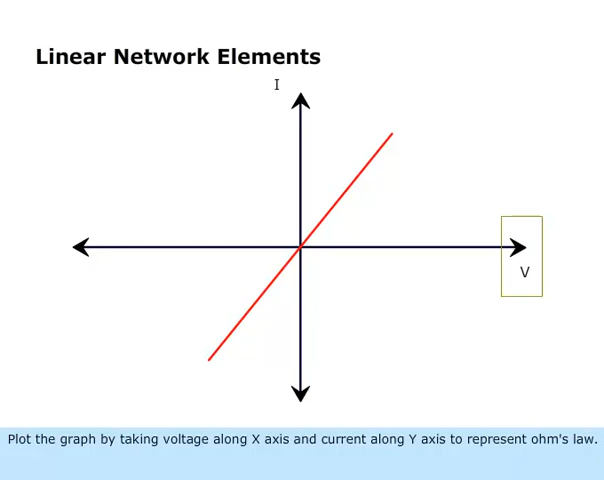 Linear Network Elements
I
V
Plot the graph by taking voltage along X axis and current along Y axis to represent ohm's law.